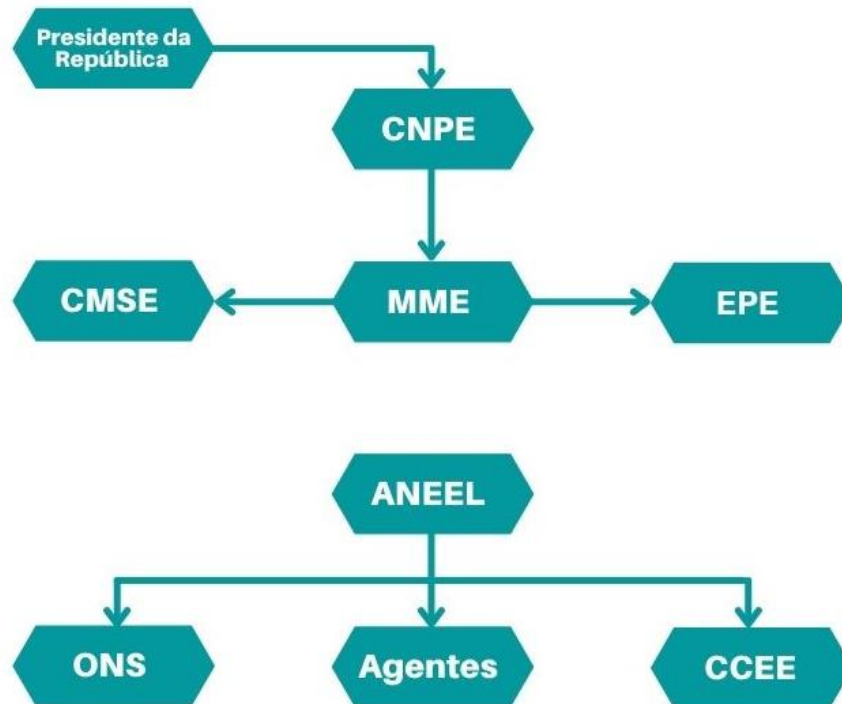 Presidente da
República
CNPE
CMSE
MME
EPE
ANEEL
ONS
Agentes
CCEE